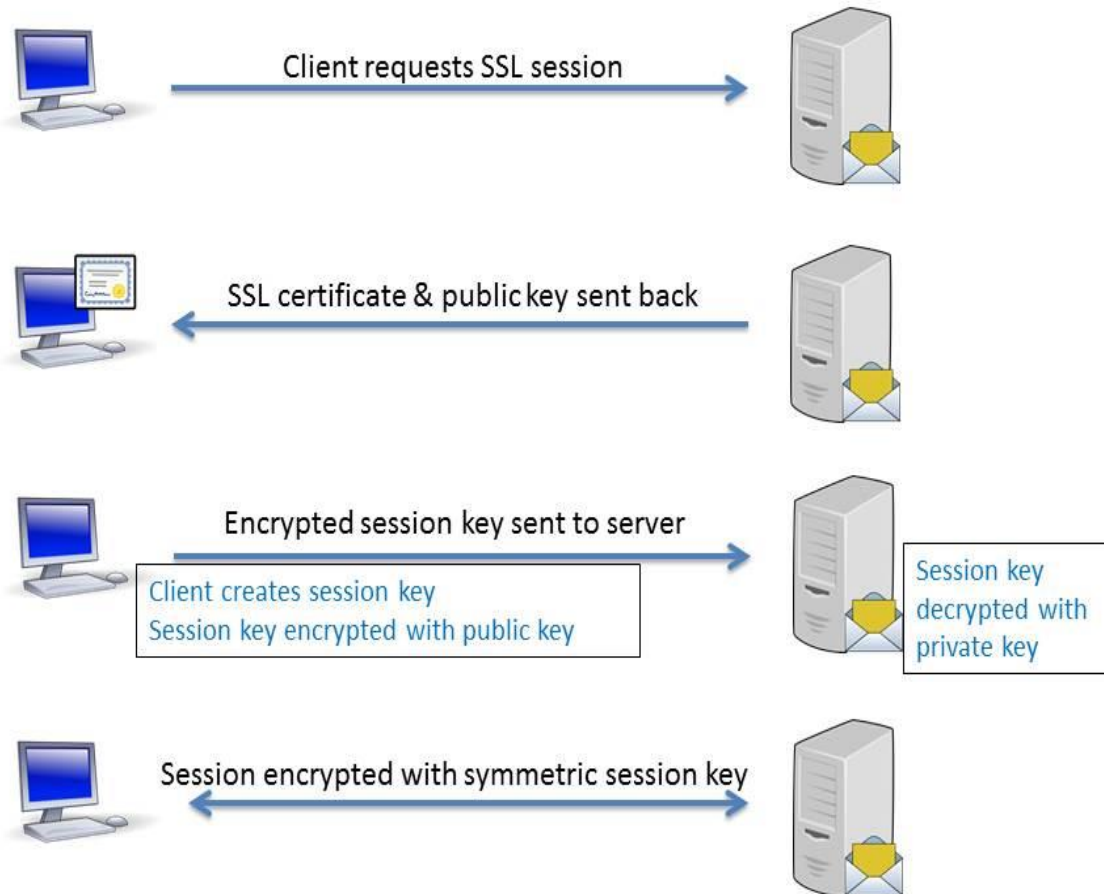 Client requests SSL session
SSL certificate & public key sent back
Encrypted session key sent to server
Client creates session key
Session key encrypted with public key
Session key
decrypted with
private key
Session encrypted with symmetric session key